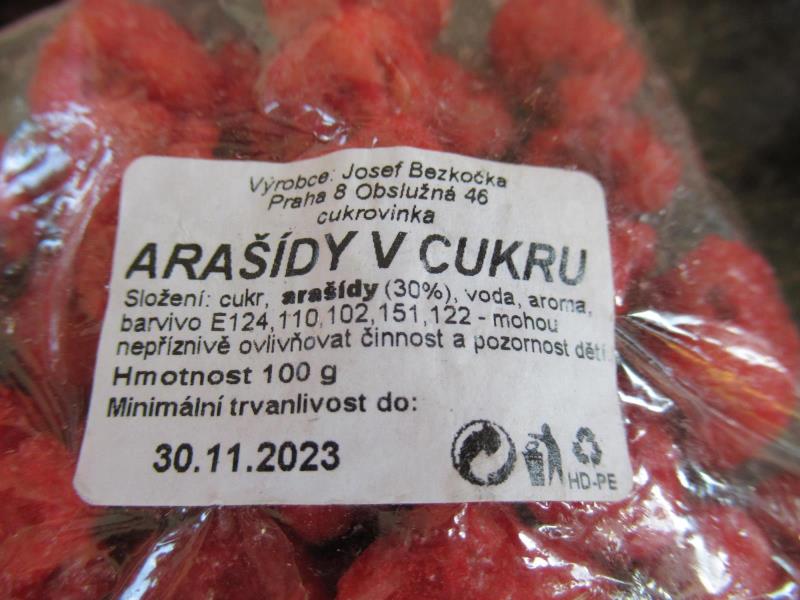 Výrobce: Josef Bezkočka
Praha 8 Obslužná 46
cukrovinka
ARAŠÍDY V CUKRU
Složení: cukr, arašídy (30%), voda, aroma,
barvivo E124,110,102,151,122 - mohou
nepříznivě ovlivňovat činnost a pozornost dětí.
Hmotnost 100 g
Minimální trvanlivost do:
30.11.2023
HD-PE